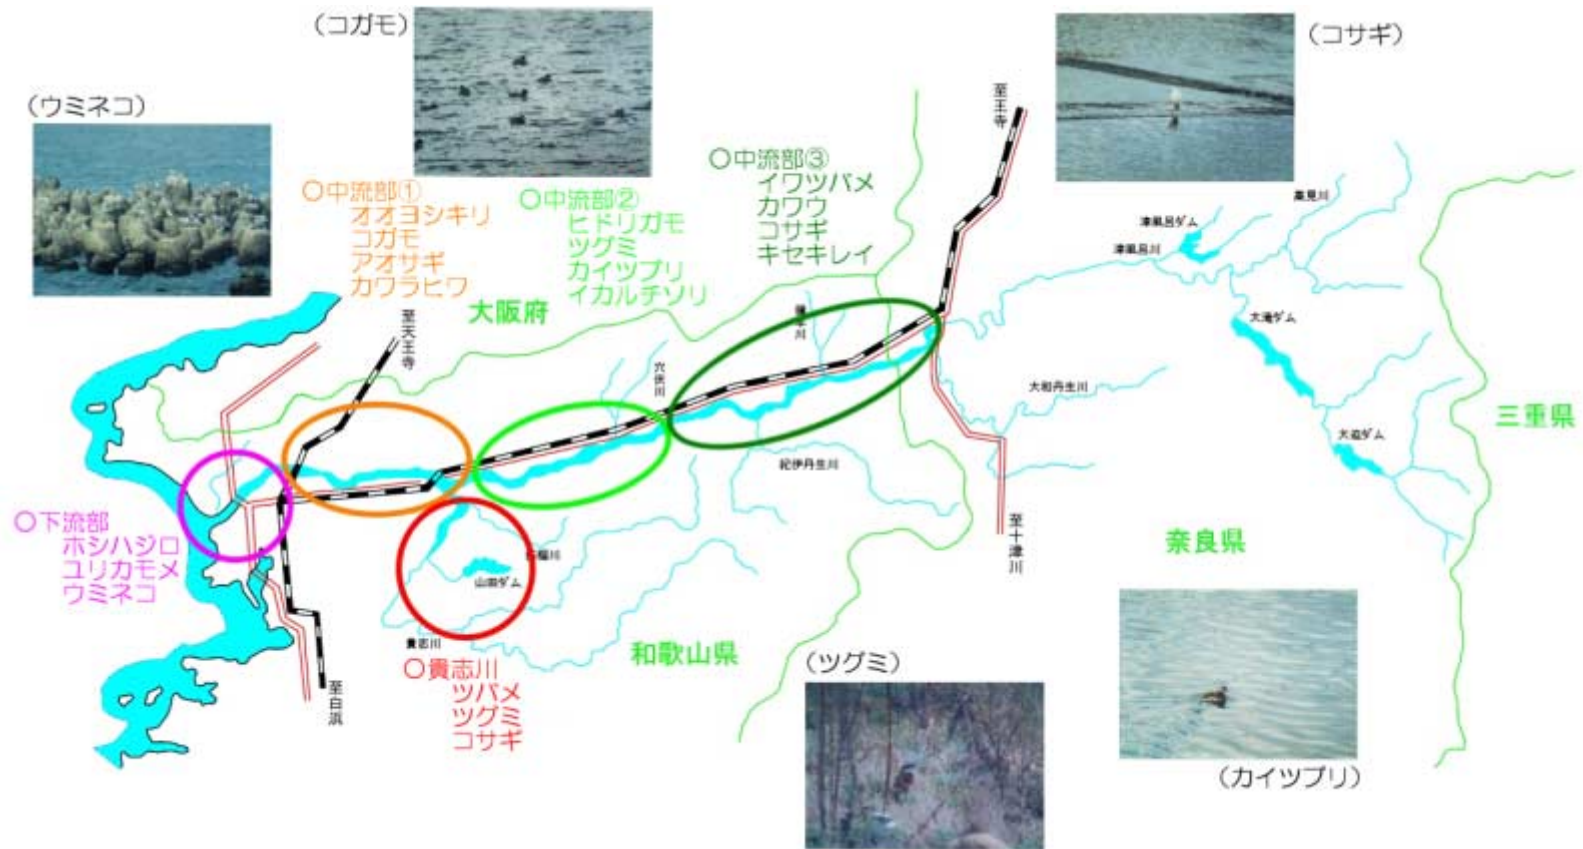 （コガモ）
（コサギ）
（ウミネコ）
至王寺
○中流部③
イワツバメ
カワウ
コサギ
キセキレイ
○中流部①
オオヨシキリ
コガモ
アオサギ
カワラヒワ
○中流部②
ヒドリガモ
ツグミ
カイツブリ
イカルチソリ
高見川
津風呂ダム
津風呂川
大阪府
至天王寺
大滝ダム
穴伏川
大和丹生川
三重県
大迫ダム
紀伊丹生川
○下流部
ホシハジロ
ユリカモメ
ウミネコ
至十津川
奈良県
山田ダム
貴志川
和歌山県
○貴志川
ツバメ
ツグミ
コサギ
至白浜
（ツグミ）
（カイツブリ）